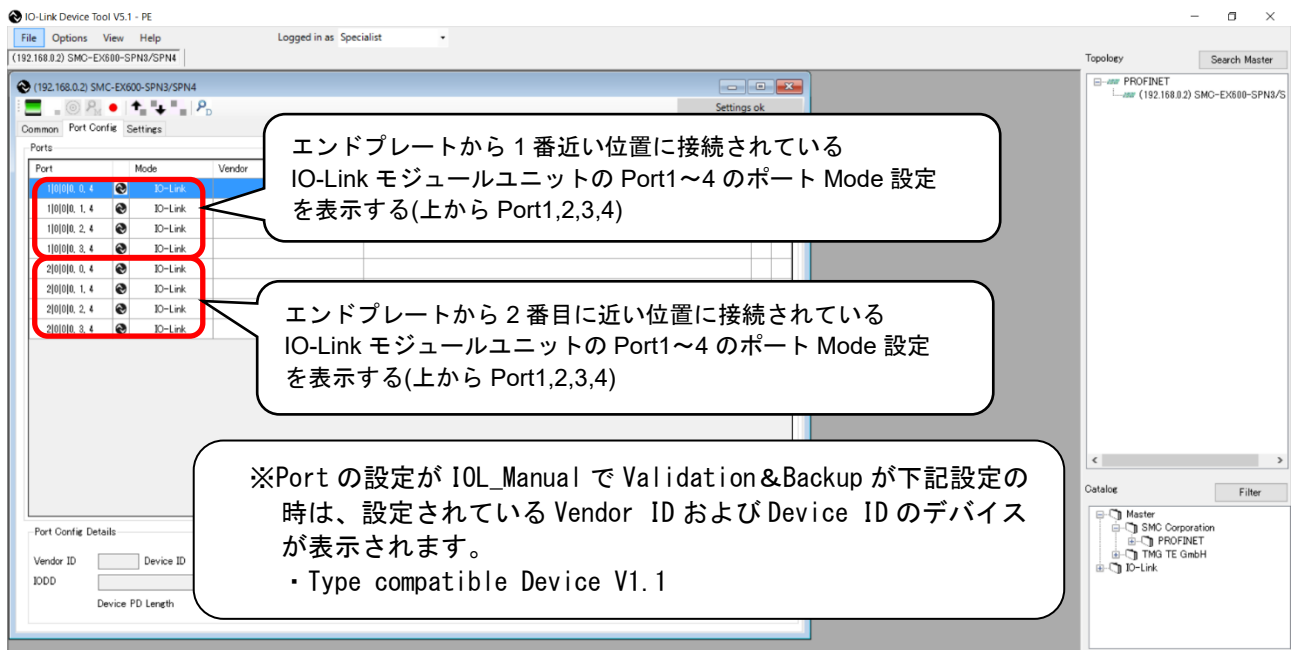 IO-Link Device Tool V5.1 - PE
File Options View Help Logged in as Specialist
(192.168.0.2) SMC-EX600-SPN3/SPN4
Topology Search Master
PROFINET
(192.168.0.2) SMC-EX600-SPN3/S
(192.168.0.2) SMC-EX600-SPN3/SPN4
Settings ok
Common Port Config Settings
Ports
Port Mode Vendor
1|0|0|0, 0, 4 IO-Link
1|0|0|0, 1, 4 IO-Link
1|0|0|0, 2, 4 IO-Link
1|0|0|0, 3, 4 IO-Link
2|0|0|0, 0, 4 IO-Link
2|0|0|0, 1, 4 IO-Link
2|0|0|0, 2, 4 IO-Link
2|0|0|0, 3, 4 IO-Link
エンドプレートから 1 番近い位置に接続されている
IO-Link モジュールユニットの Port1～4 のポート Mode 設定
を表示する(上から Port1,2,3,4)
エンドプレートから 2 番目に近い位置に接続されている
IO-Link モジュールユニットの Port1～4 のポート Mode 設定
を表示する(上から Port1,2,3,4)
※Port の設定が IOL_Manual で Validation＆Backup が下記設定の
時は、設定されている Vendor ID および Device ID のデバイス
が表示されます。
・Type compatible Device V1.1
Port Config Details
Vendor ID Device ID
IODD
Device PD Length
Catalog Filter
Master
SMC Corporation
PROFINET
TMG TE GmbH
IO-Link